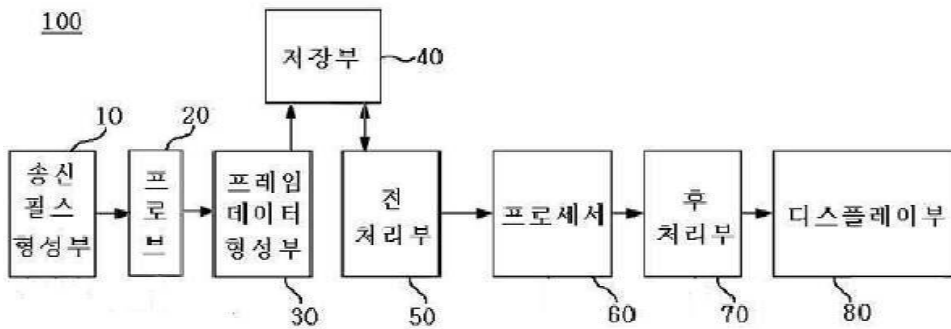 100
저장부
40
10
20
송신
펄스
형성부
프
로
브
프레임
데이터
형성부
전
처리부
프로세서
후
처리부
디스플레이부
30
50
60
70
80